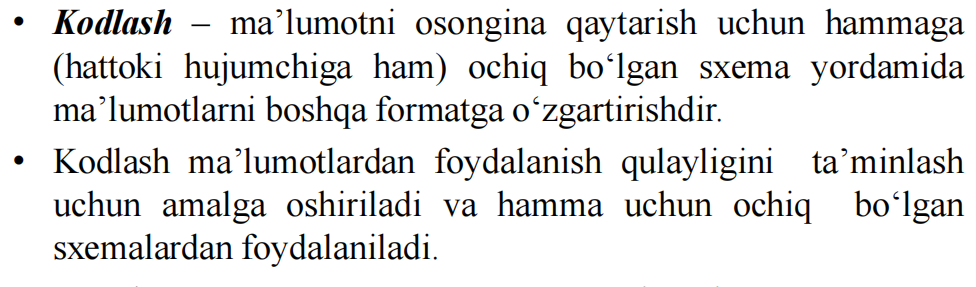 • Kodlash – ma’lumotni osongina qaytarish uchun hammaga
(hattoki hujumchiga ham) ochiq bo‘lgan sxema yordamida
ma’lumotlarni boshqa formatga o‘zgartirishdir.
• Kodlash ma’lumotlardan foydalanish qulayligini ta’minlash
uchun amalga oshiriladi va hamma uchun ochiq bo‘lgan
sxemalardan foydalaniladi.